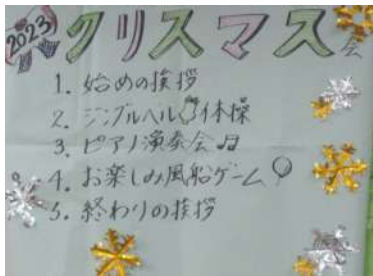 2023 クリスマス会
1. 始めの挨拶
2. ジングルベル体操
3. ピアノ演奏会♫
4. お楽しみ風船ゲーム
5. 終わりの挨拶